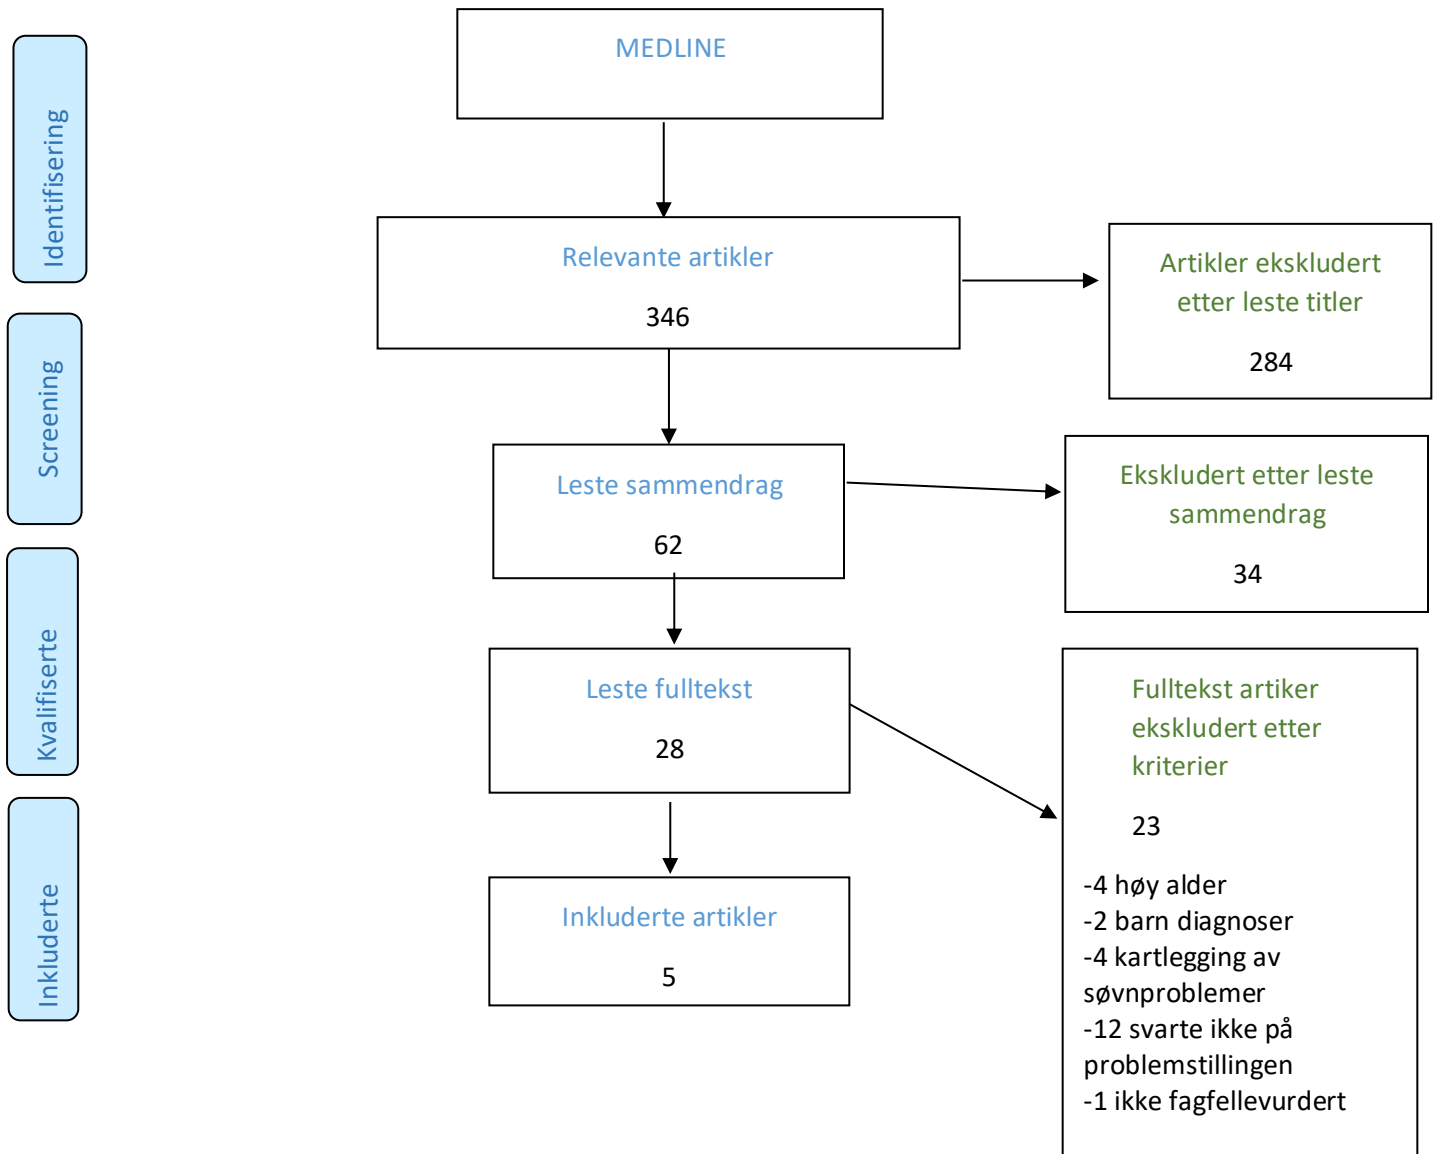 MEDLINE
Identifisering
Relevante artikler
346
Artikler ekskludert
etter leste titler
284
Screening
Leste sammendrag
62
Ekskludert etter leste
sammendrag
34
Kvalifiserte
Leste fulltekst
28
Fulltekst artiker
ekskludert etter
kriterier
23
-4 høy alder
-2 barn diagnoser
-4 kartlegging av
søvnproblemer
-12 svarte ikke på
problemstillingen
-1 ikke fagfellevurdert
Inkluderte
Inkluderte artikler
5